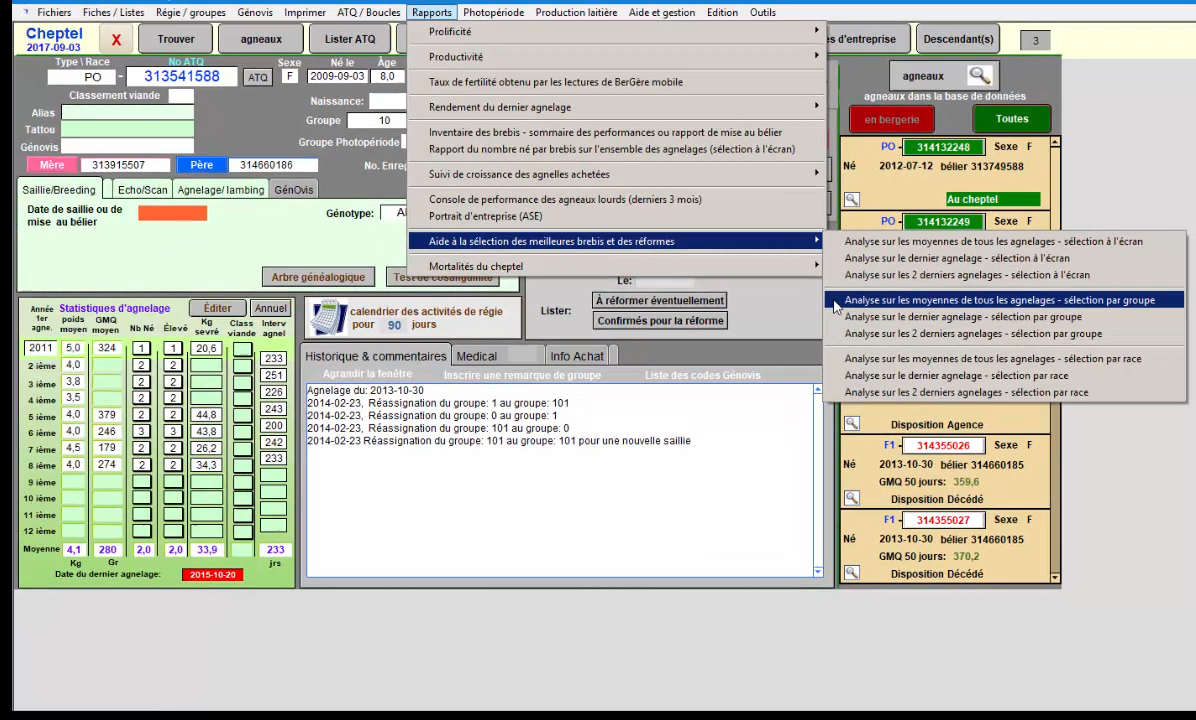 Fichiers Fiches / Listes Régie / groupes Génovis Imprimer ATQ / Boucles Rapports Photopériode Production laitière Aide et gestion Edition Outils
Cheptel
2017-09-03
X
Trouver
agneaux
Lister ATQ
s d'entreprise
Descendant(s)
3
Type \ Race No ATQ Sexe Né le Âge
PO - 313541588 ATQ F 2009-09-03 8,0
Classement viande
Naissance:
Alias
Groupe 10
Tattou
Génovis
Groupe Photopériode
Mère 313915507 Père 314660186 No. Enreg
Saillie/Breeding Echo/Scan Agnelage/ lambing GénOvis
Date de saillie ou de
mise au bélier
Génotype:
Arbre généalogique
Test de cosanguinité
Prolificité
Productivité
Taux de fertilité obtenu par les lectures de BerGère mobile
Rendement du dernier agnelage
Inventaire des brebis - sommaire des performances ou rapport de mise au bélier
Rapport du nombre né par brebis sur l'ensemble des agnelages (sélection à l'écran)
Suivi de croissance des agnelles achetées
Console de performance des agneaux lourds (derniers 3 mois)
Portrait d'entreprise (ASE)
Aide à la sélection des meilleures brebis et des réformes
Mortalités du cheptel
Analyse sur les moyennes de tous les agnelages - sélection à l'écran
Analyse sur le dernier agnelage - sélection à l'écran
Analyse sur les 2 derniers agnelages - sélection à l'écran
Analyse sur les moyennes de tous les agnelages - sélection par groupe
Analyse sur le dernier agnelage - sélection par groupe
Analyse sur les 2 derniers agnelages - sélection par groupe
Analyse sur les moyennes de tous les agnelages - sélection par race
Analyse sur le dernier agnelage - sélection par race
Analyse sur les 2 derniers agnelages - sélection par race
Année
1er
agne.
Statistiques d'agnelage Éditer Annuel
poids
moyen
GMQ
moyen
Nb Né Élevé
Kg
sevré
Class
viande
Interv
agnel
2011 5,0 324 1 1 20,6 233
2 ième 4,0 2 2 251
3 ième 3,8 2 2 226
4 ième 3,5 2 2 243
5 ième 4,0 379 2 2 44,8 200
6 ième 4,0 246 3 3 43,8 242
7 ième 4,5 179 2 2 26,2 233
8 ième 4,0 274 2 2 34,3
9 ième
10 ième
11 ième
12 ième
Moyenne 4,1 280 2,0 2,0 33,9 233
Kg Gr jrs
Date du dernier agnelage: 2015-10-20
calendrier des activités de régie
pour 90 jours
Le:
Lister:
À réformer éventuellement
Confirmés pour la réforme
Historique & commentaires Medical Info Achat
Agrandir la fenêtre Inscrire une remarque de groupe Liste des codes Génovis
Agnelage du: 2013-10-30
2014-02-23, Réassignation du groupe: 1 au groupe: 101
2014-02-23, Réassignation du groupe: 0 au groupe: 1
2014-02-23, Réassignation du groupe: 101 au groupe: 0
2014-02-23 Réassignation du groupe: 101 au groupe: 101 pour une nouvelle saillie
agneaux
agneaux dans la base de données
en bergerie
Toutes
PO - 314132248 Sexe F
Né 2012-07-12 bélier 313749588
Au cheptel
PO - 314132249 Sexe F
Disposition Agence
F1 - 314355026 Sexe F
Né 2013-10-30 bélier 314660185
GMQ 50 jours: 359,6
Disposition Décédé
F1 - 314355027 Sexe F
Né 2013-10-30 bélier 314660186
GMQ 50 jours: 370,2
Disposition Décédé